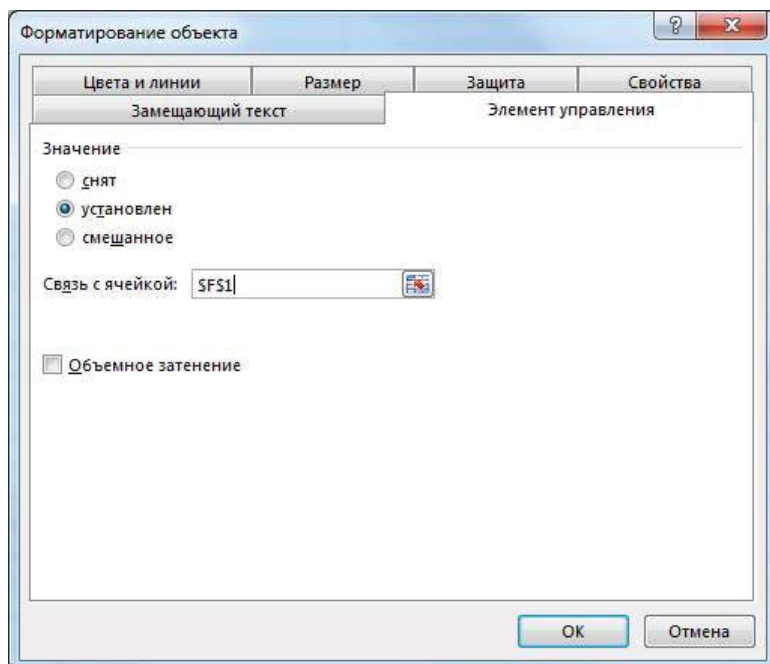 Форматирование объекта
Цвета и линии Размер Защита Свойства
Замещающий текст Элемент управления
Значение
снят
установлен
смешанное
Связь с ячейкой: $F$1
Объемное затенение
ОК Отмена